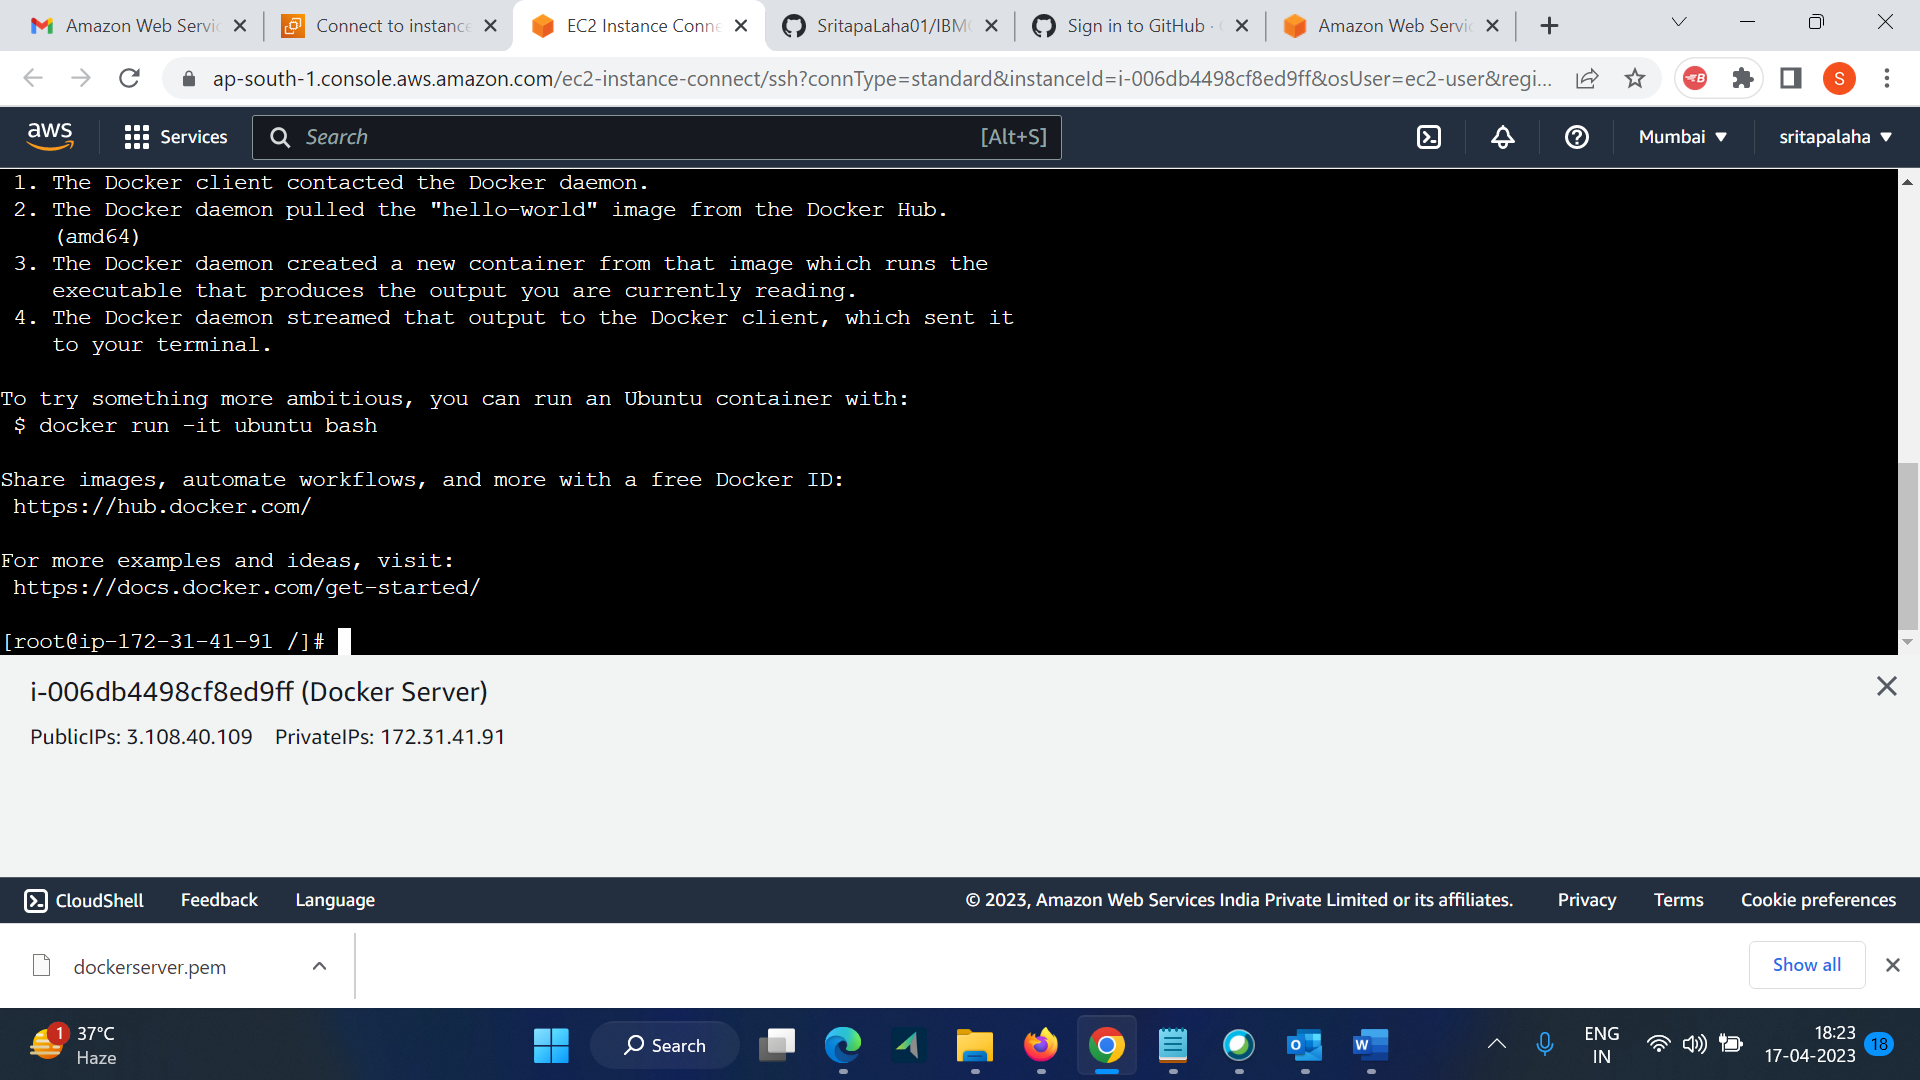 Amazon Web Servic
Connect to instance
EC2 Instance Conne
SritapaLaha01/IBM
Sign in to GitHub ·
Amazon Web Servic
ap-south-1.console.aws.amazon.com/ec2-instance-connect/ssh?connType=standard&instanceId=i-006db4498cf8ed9ff&osUser=ec2-user&regi...
B
S
aws
Services
Search
[Alt+S]
Mumbai
sritapalaha
1. The Docker client contacted the Docker daemon.
2. The Docker daemon pulled the "hello-world" image from the Docker Hub.
(amd64)
3. The Docker daemon created a new container from that image which runs the
executable that produces the output you are currently reading.
4. The Docker daemon streamed that output to the Docker client, which sent it
to your terminal.
To try something more ambitious, you can run an Ubuntu container with:
$ docker run -it ubuntu bash
Share images, automate workflows, and more with a free Docker ID:
https://hub.docker.com/
For more examples and ideas, visit:
https://docs.docker.com/get-started/
[root@ip-172-31-41-91 /]#
i-006db4498cf8ed9ff (Docker Server)
PublicIPs: 3.108.40.109 PrivateIPs: 172.31.41.91
CloudShell
Feedback
Language
© 2023, Amazon Web Services India Private Limited or its affiliates.
Privacy
Terms
Cookie preferences
dockerserver.pem
Show all
1
37°C
Haze
Search
ENG
IN
18:23
17-04-2023
18